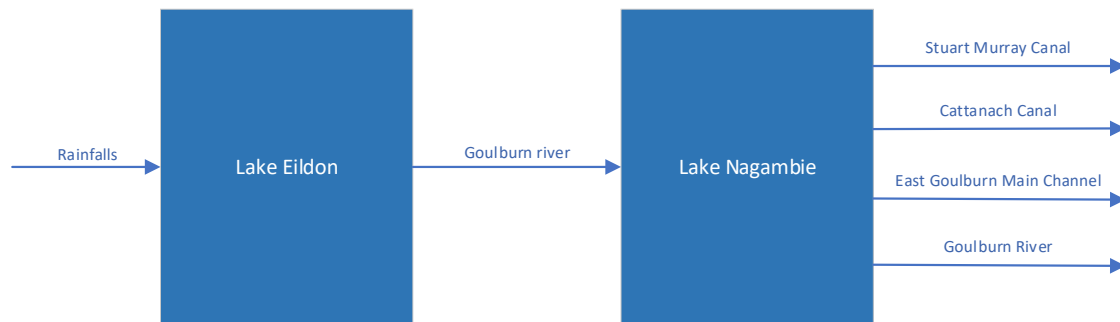 Rainfalls
Lake Eildon
Goulburn river
Lake Nagambie
Stuart Murray Canal
Cattanach Canal
East Goulburn Main Channel
Goulburn River